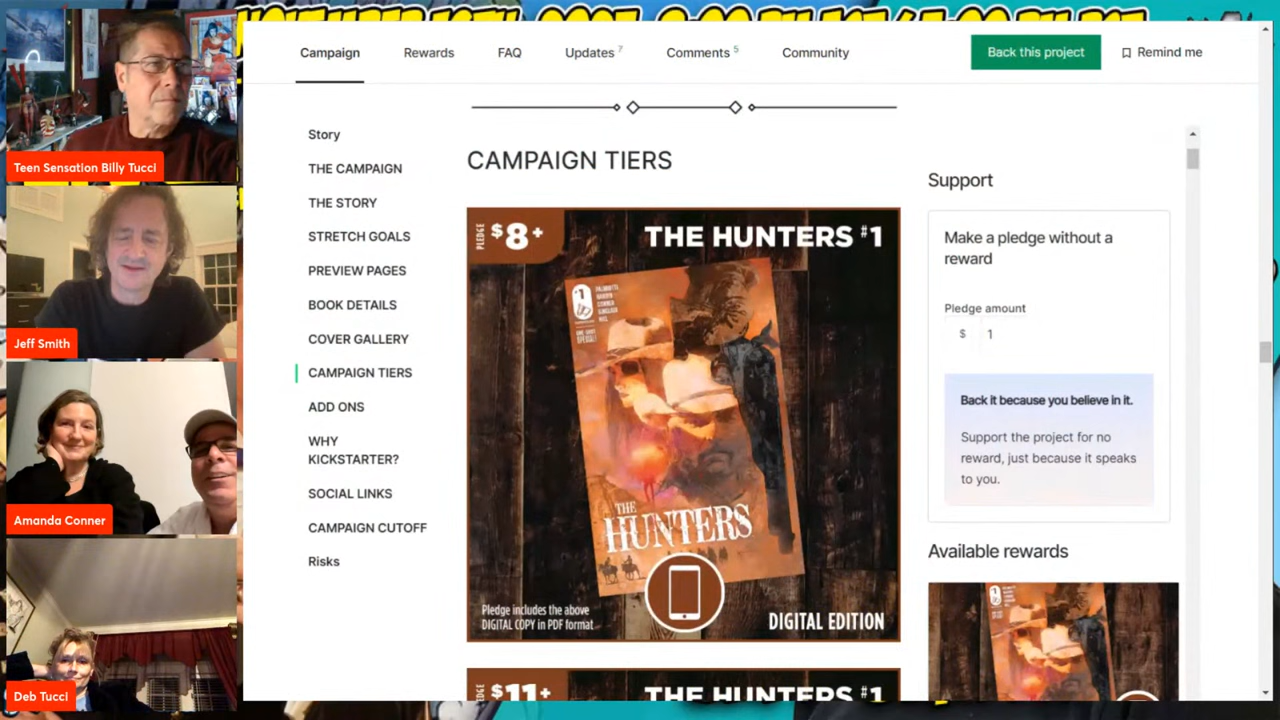 Teen Sensation Billy Tucci
Jeff Smith
Amanda Conner
Deb Tucci
Campaign
Rewards
FAQ
Updates 7
Comments 5
Community
Back this project
Remind me
Story
THE CAMPAIGN
THE STORY
STRETCH GOALS
PREVIEW PAGES
BOOK DETAILS
COVER GALLERY
CAMPAIGN TIERS
ADD ONS
WHY
KICKSTARTER?
SOCIAL LINKS
CAMPAIGN CUTOFF
Risks
CAMPAIGN TIERS
PLEDGE $8+
THE HUNTERS #1
#1
THE
HUNTERS
Pledge includes the above
DIGITAL COPY in PDF format
DIGITAL EDITION
$11+
THE HUNTERS #1
Support
Make a pledge without a
reward
Pledge amount
$ 1
Back it because you believe in it.
Support the project for no
reward, just because it speaks
to you.
Available rewards